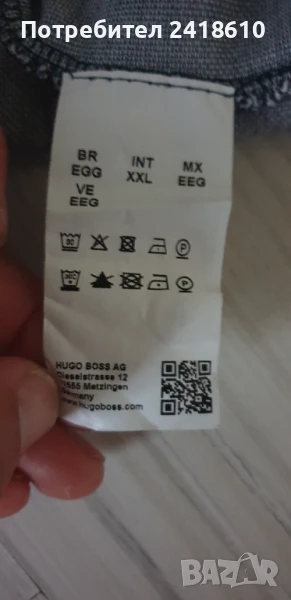 Потребител 2418610
BR INT MX
EGG XXL EEG
VE
EEG
HUGO BOSS AG
Dieselstrasse 12
Metzingen
Germany
www.hugoboss.com
BAZAR